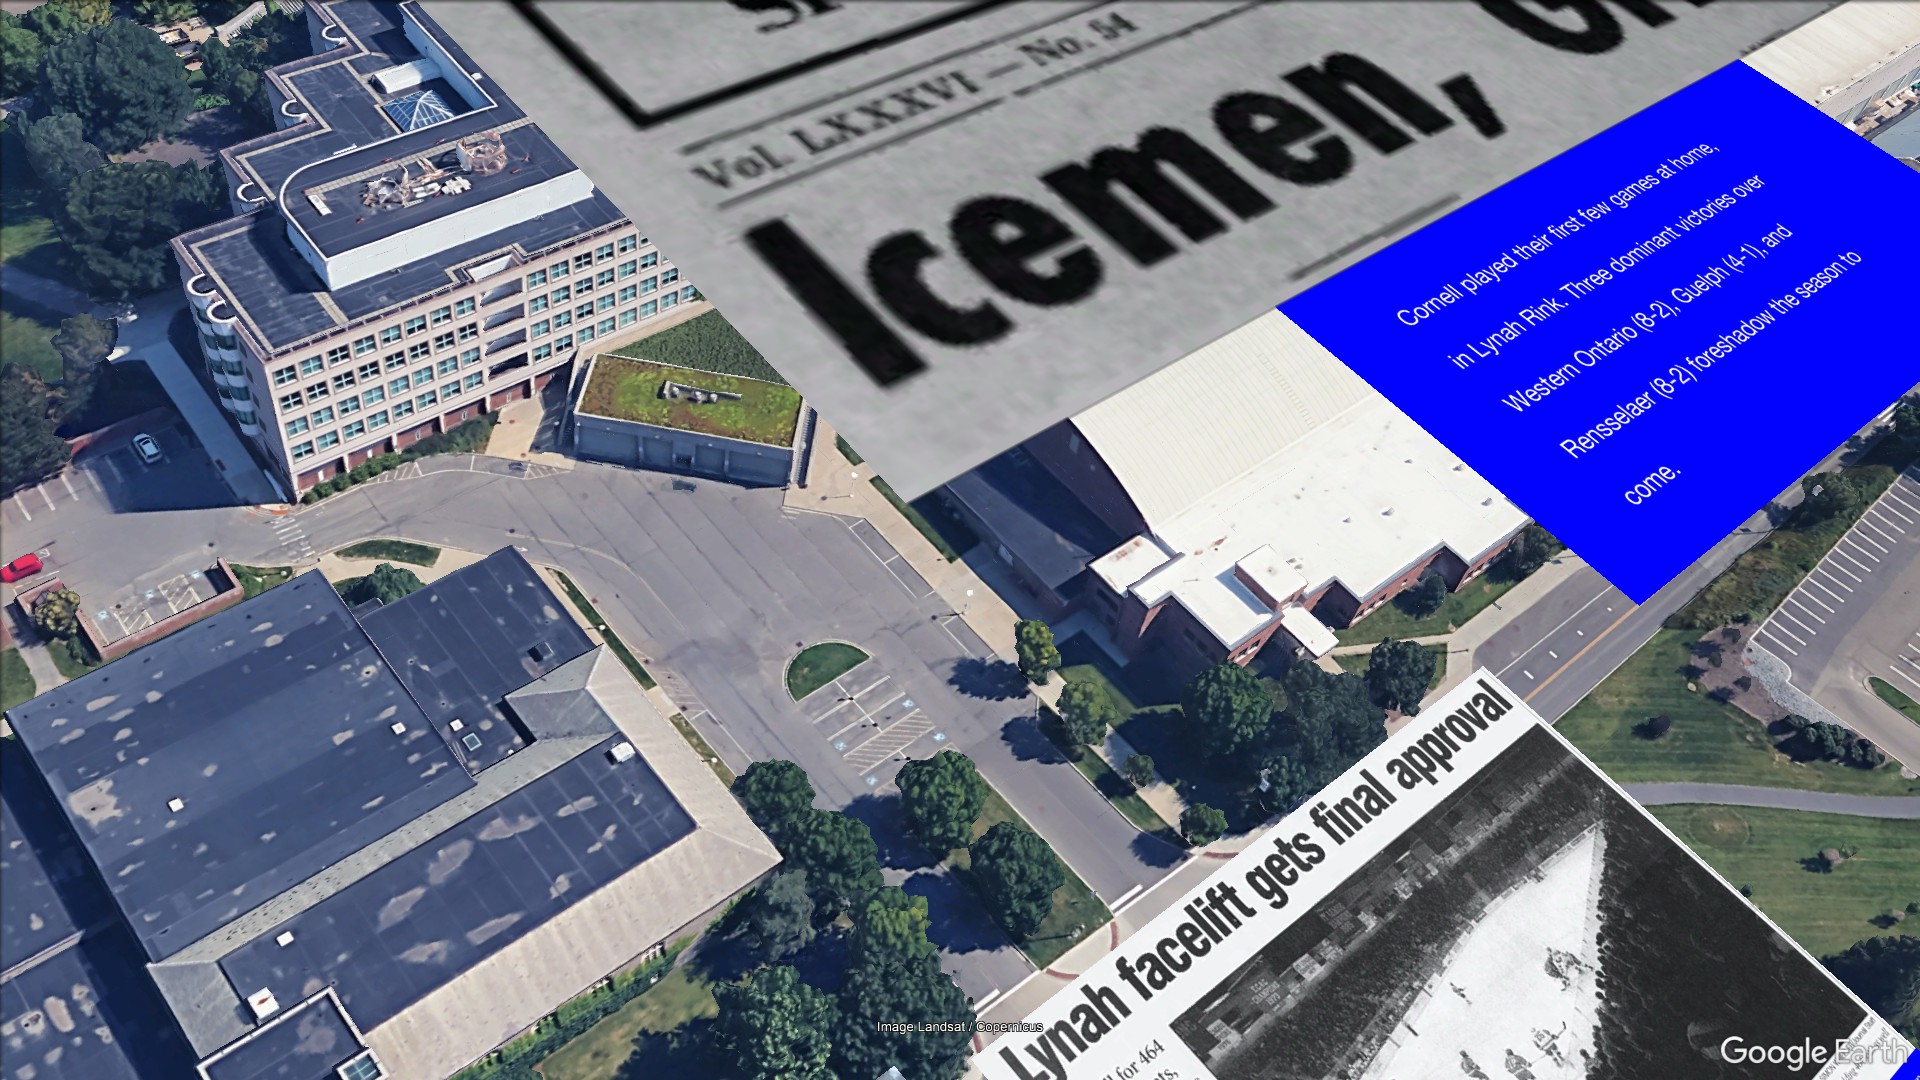 Vol. LXXXVI — No. 54
Icemen,
Cornell played their first few games at home,
in Lynah Rink. Three dominant victories over
Western Ontario (8-2), Guelph (4-1), and
Rensselaer (8-2) foreshadow the season to
come.
Lynah facelift gets final approval
for 464
Image Landsat / Copernicus
Google Earth